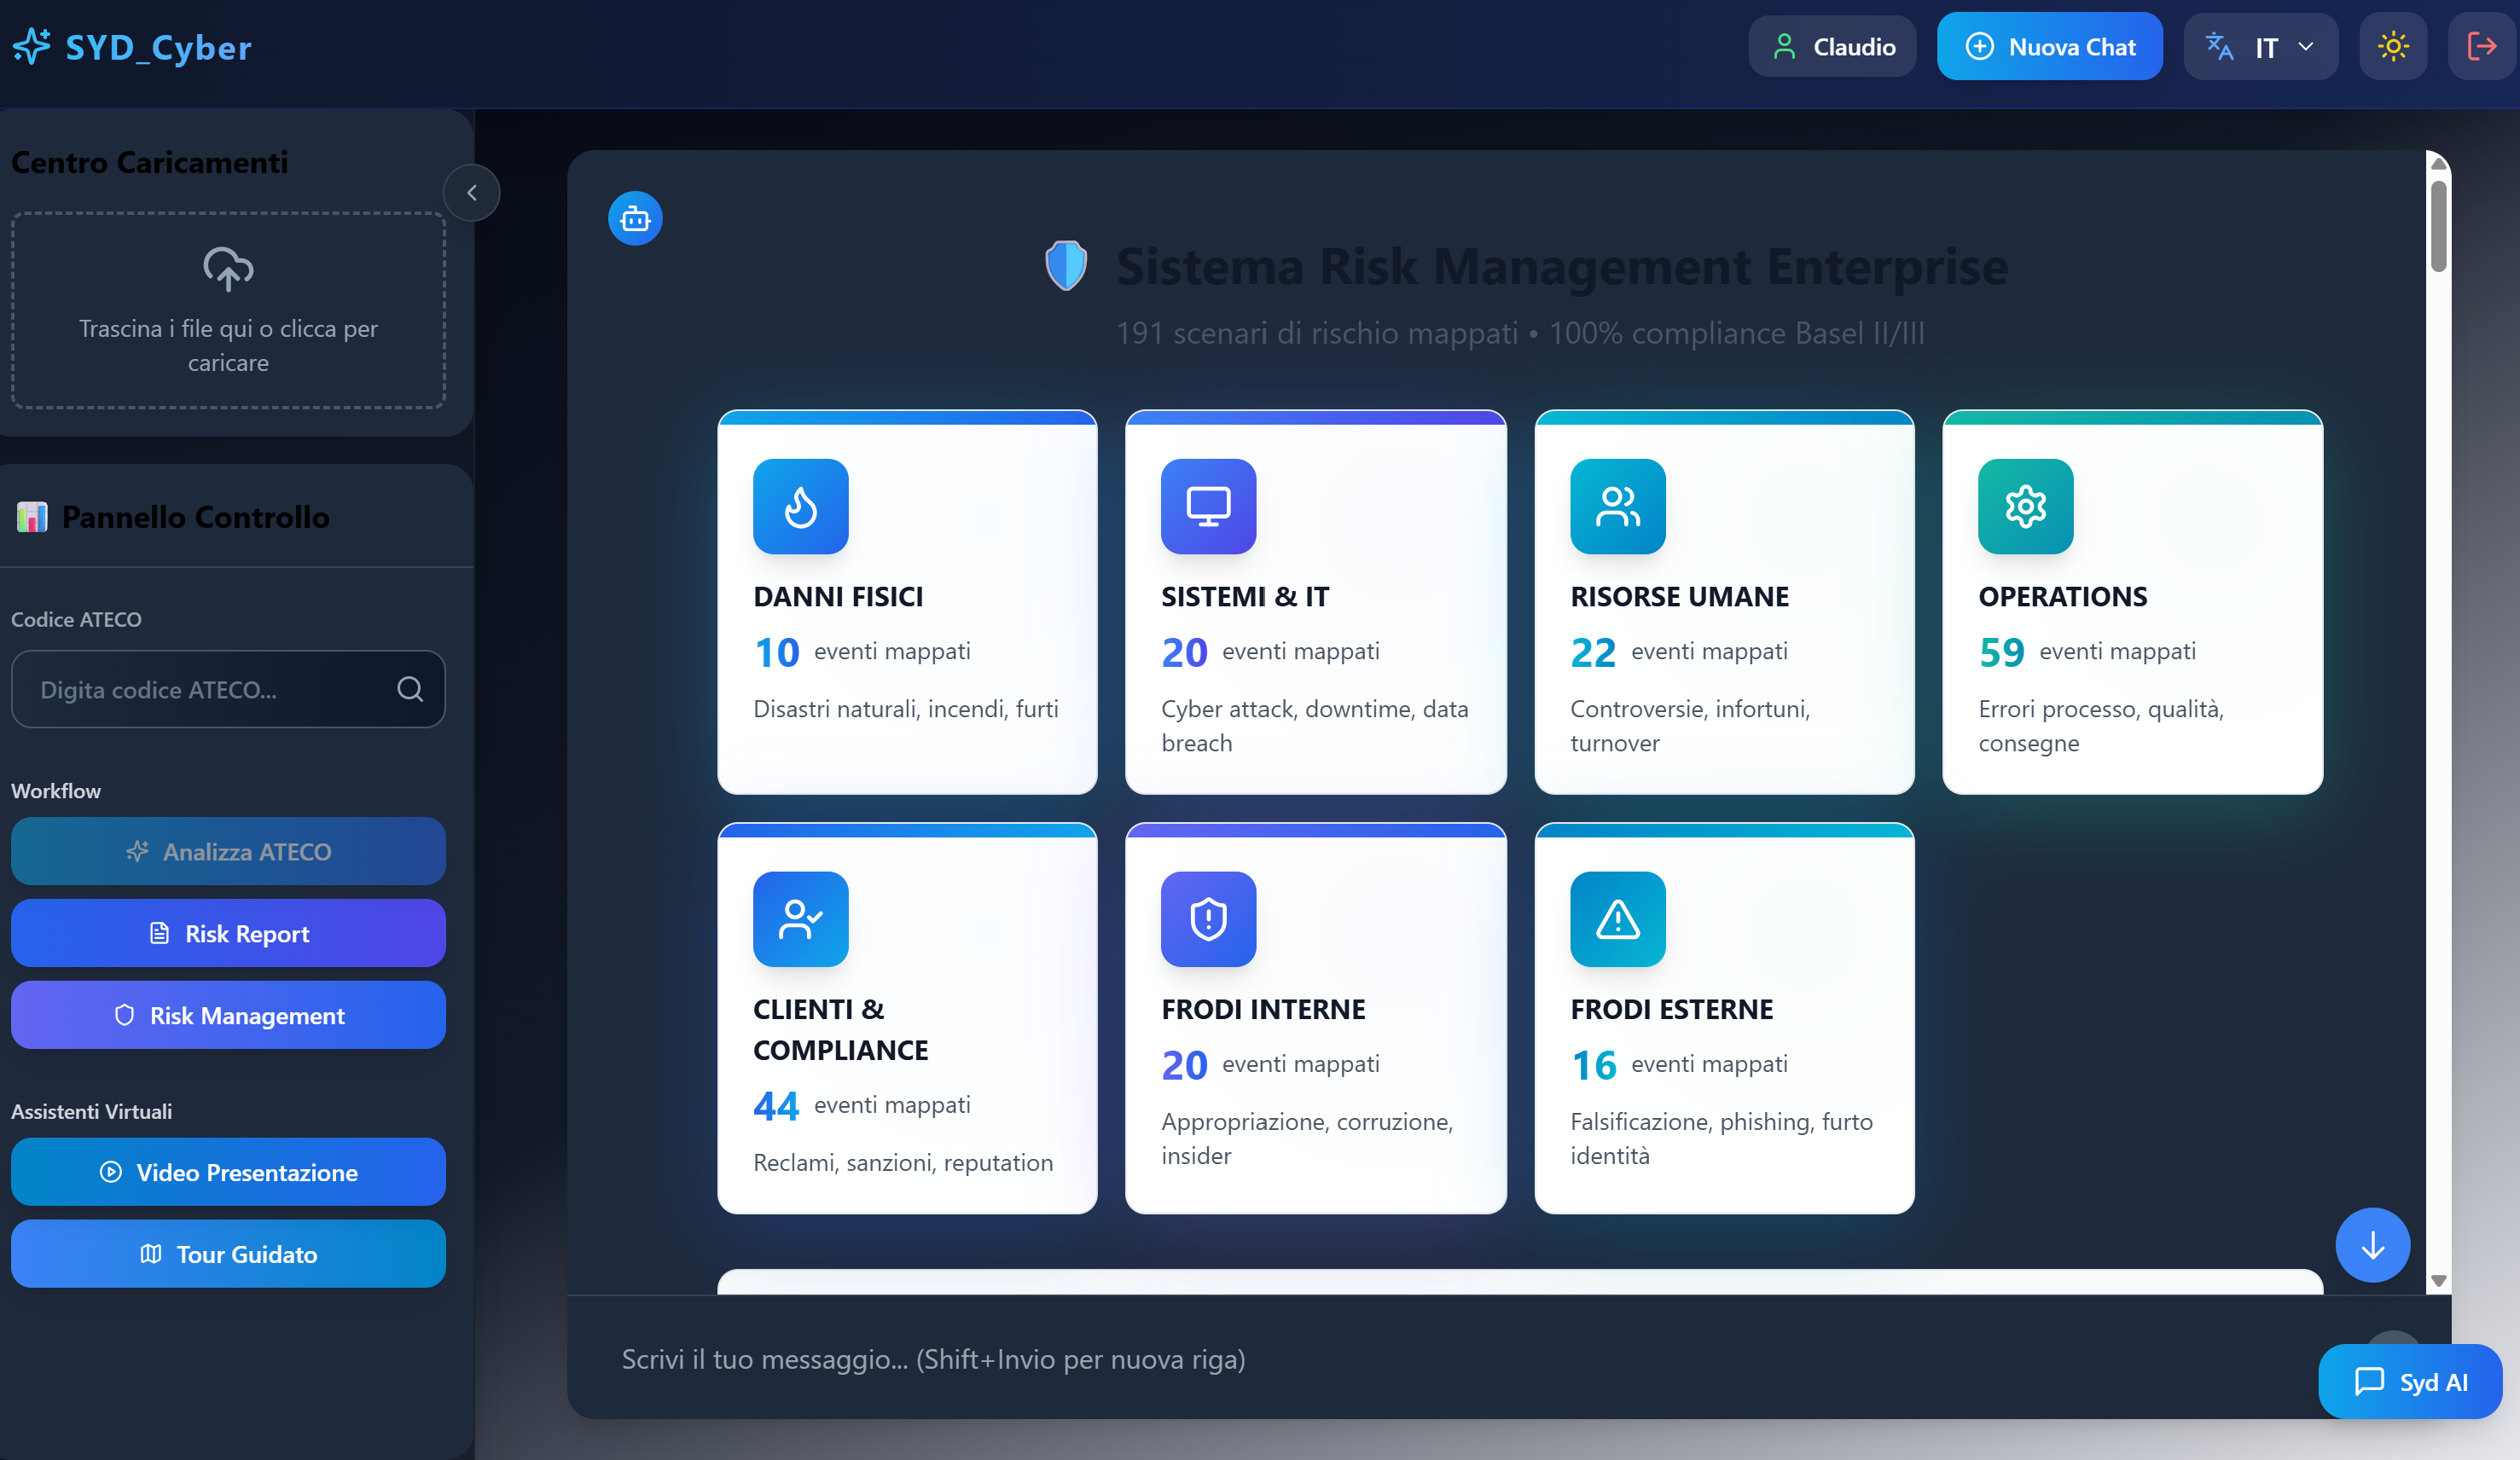 SYD_Cyber
Claudio
Nuova Chat
IT
Centro Caricamenti
Trascina i file qui o clicca per
caricare
Pannello Controllo
Codice ATECO
Digita codice ATECO...
Workflow
Analizza ATECO
Risk Report
Risk Management
Assistenti Virtuali
Video Presentazione
Tour Guidato
Sistema Risk Management Enterprise
191 scenari di rischio mappati • 100% compliance Basel II/III
DANNI FISICI
10 eventi mappati
Disastri naturali, incendi, furti
SISTEMI & IT
20 eventi mappati
Cyber attack, downtime, data
breach
RISORSE UMANE
22 eventi mappati
Controversie, infortuni,
turnover
OPERATIONS
59 eventi mappati
Errori processo, qualità,
consegne
CLIENTI &
COMPLIANCE
44 eventi mappati
Reclami, sanzioni, reputation
FRODI INTERNE
20 eventi mappati
Appropriazione, corruzione,
insider
FRODI ESTERNE
16 eventi mappati
Falsificazione, phishing, furto
identità
Scrivi il tuo messaggio... (Shift+Invio per nuova riga)
Syd AI